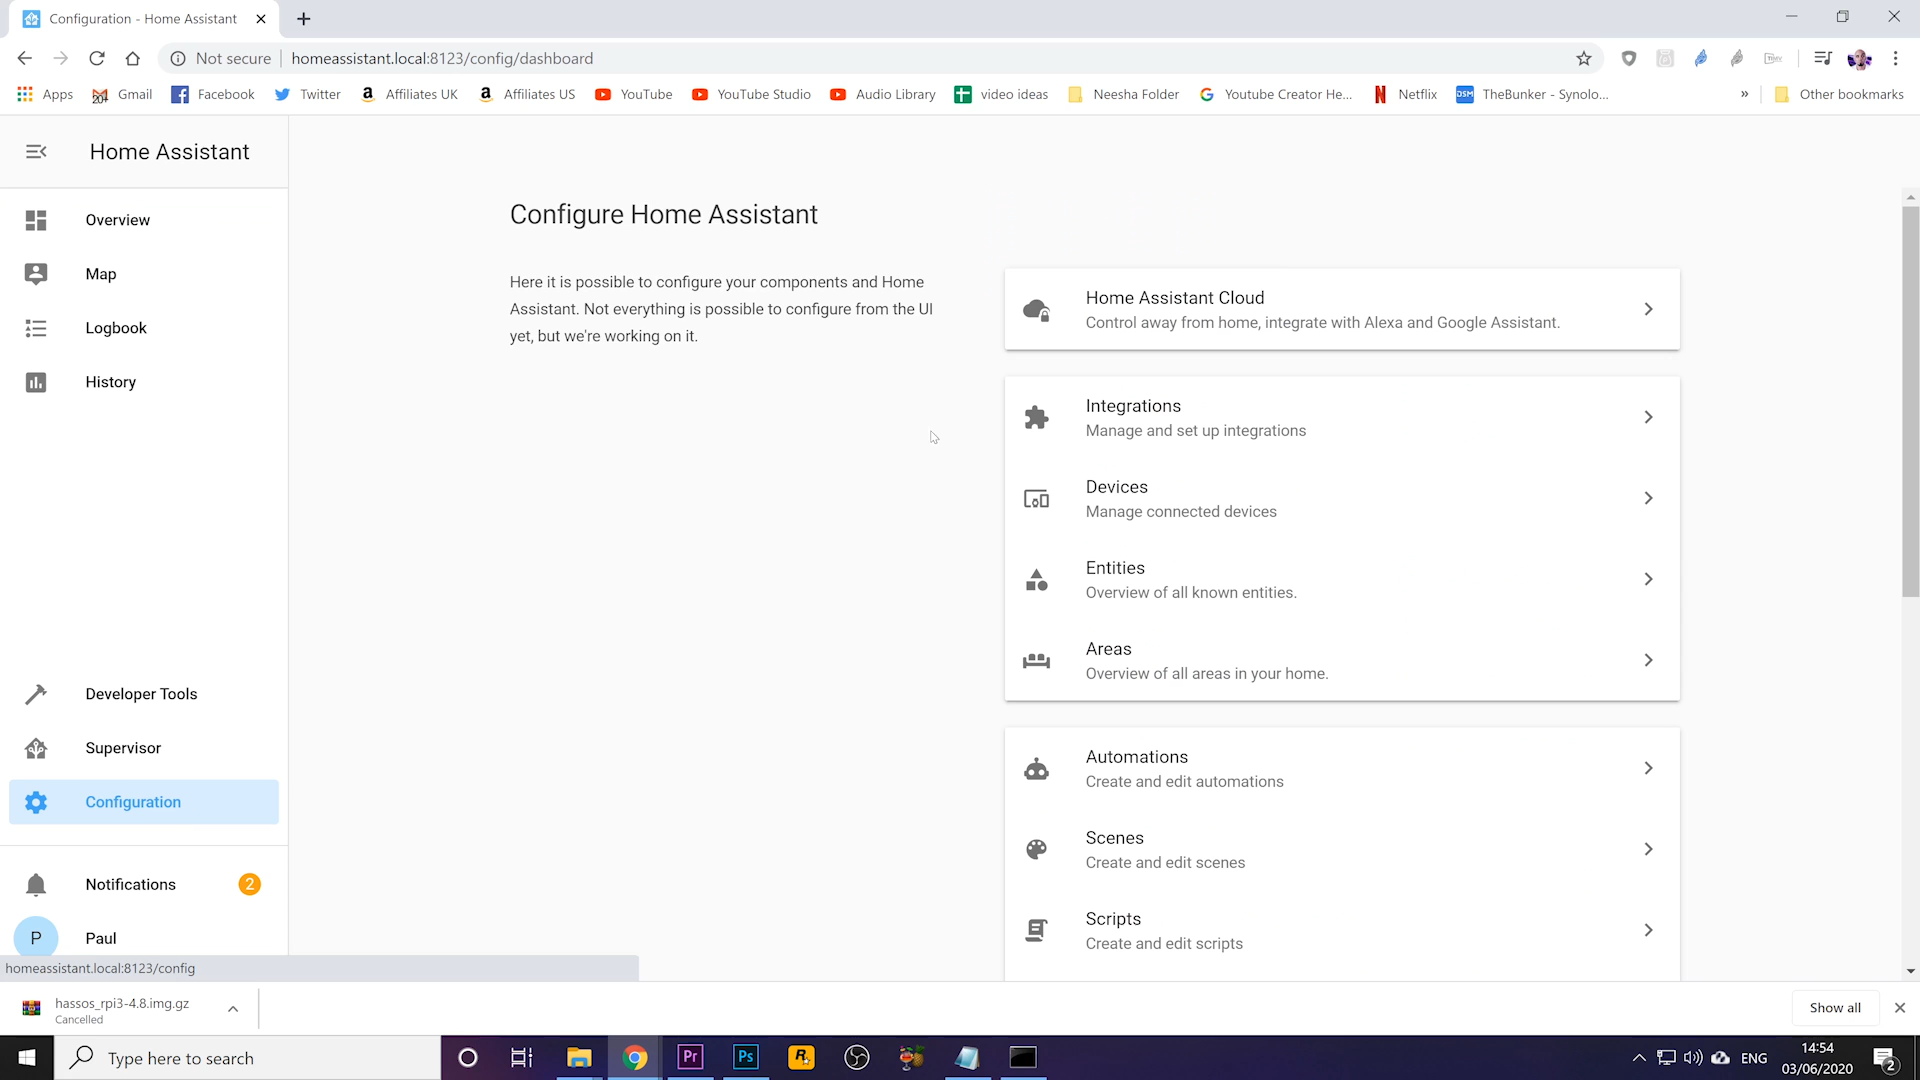 Configuration - Home Assistant
Not secure
homeassistant.local:8123/config/dashboard
Apps
Gmail
Facebook
Twitter
Affiliates UK
Affiliates US
YouTube
YouTube Studio
Audio Library
video ideas
Neesha Folder
Youtube Creator He...
Netflix
DSM
TheBunker - Synolo...
»
Other bookmarks
Home Assistant
Overview
Map
Logbook
History
Developer Tools
Supervisor
Configuration
Notifications
2
P
Paul
Configure Home Assistant
Here it is possible to configure your components and Home
Assistant. Not everything is possible to configure from the UI
yet, but we're working on it.
Home Assistant Cloud
Control away from home, integrate with Alexa and Google Assistant.
Integrations
Manage and set up integrations
Devices
Manage connected devices
Entities
Overview of all known entities.
Areas
Overview of all areas in your home.
Automations
Create and edit automations
Scenes
Create and edit scenes
Scripts
Create and edit scripts
homeassistant.local:8123/config
hassos_rpi3-4.8.img.gz
Cancelled
Show all
Type here to search
Pr
Ps
ENG
14:54
03/06/2020
2